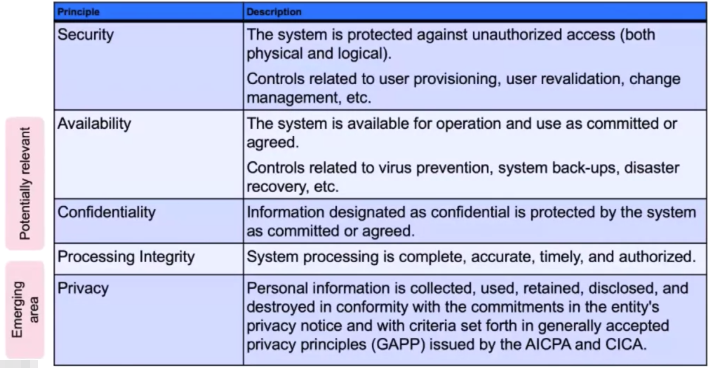 Principle Description
Security The system is protected against unauthorized access (both
physical and logical).
Controls related to user provisioning, user revalidation, change
management, etc.
Potentially relevant
Availability The system is available for operation and use as committed or
agreed.
Controls related to virus prevention, system back-ups, disaster
recovery, etc.
Confidentiality Information designated as confidential is protected by the system
as committed or agreed.
Processing Integrity System processing is complete, accurate, timely, and authorized.
Emerging
area
Privacy Personal information is collected, used, retained, disclosed, and
destroyed in conformity with the commitments in the entity's
privacy notice and with criteria set forth in generally accepted
privacy principles (GAPP) issued by the AICPA and CICA.